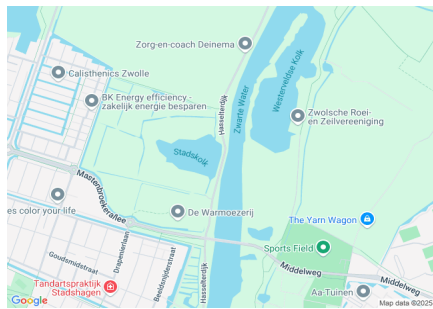 Zorg-en-coach Deinema
Calisthenics Zwolle
BK Energy efficiency,
zakelijk energie besparen
Hasselterdijk
Zwarte Water
Westerveldse Kolk
Zwolsche Roei-
en Zeilvereeniging
Stadskolk
Mastenbroekerallee
es color your life
De Warmoezerij
The Yarn Wagon
Sports Field
Drapenierlaan
Goudsmidstraat
Beeldsnijderstraat
Hasselterdijk
Middelweg
Middelweg
Tandartspraktijk
Stadshagen
Aa-Tuinen
Google
Map data ©2025